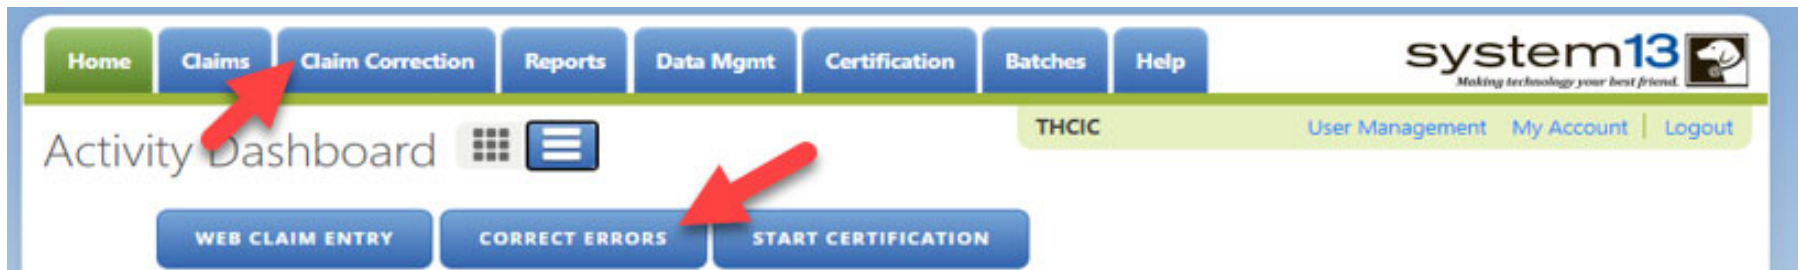 Home Claims Claim Correction Reports Data Mgmt Certification Batches Help
system13
Making technology your best friend.
THCIC User Management My Account Logout
Activity Dashboard
WEB CLAIM ENTRY CORRECT ERRORS START CERTIFICATION